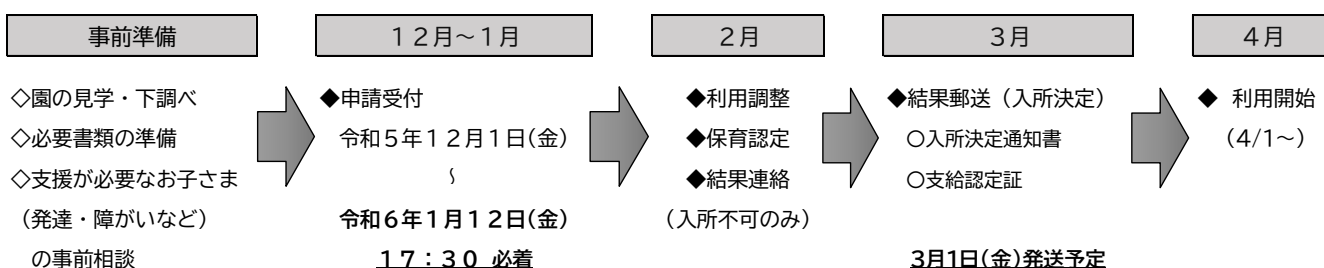 事前準備
◇園の見学・下調べ
◇必要書類の準備
◇支援が必要なお子さま
（発達・障がいなど）
の事前相談
１２月～１月
◆申請受付
令和５年１２月１日(金)
～
令和６年１月１２日(金)
１７：３０ 必着
２月
◆利用調整
◆保育認定
◆結果連絡
（入所不可のみ）
３月
◆結果郵送（入所決定）
○入所決定通知書
○支給認定証
３月１日(金)発送予定
４月
◆ 利用開始
（4/1～）